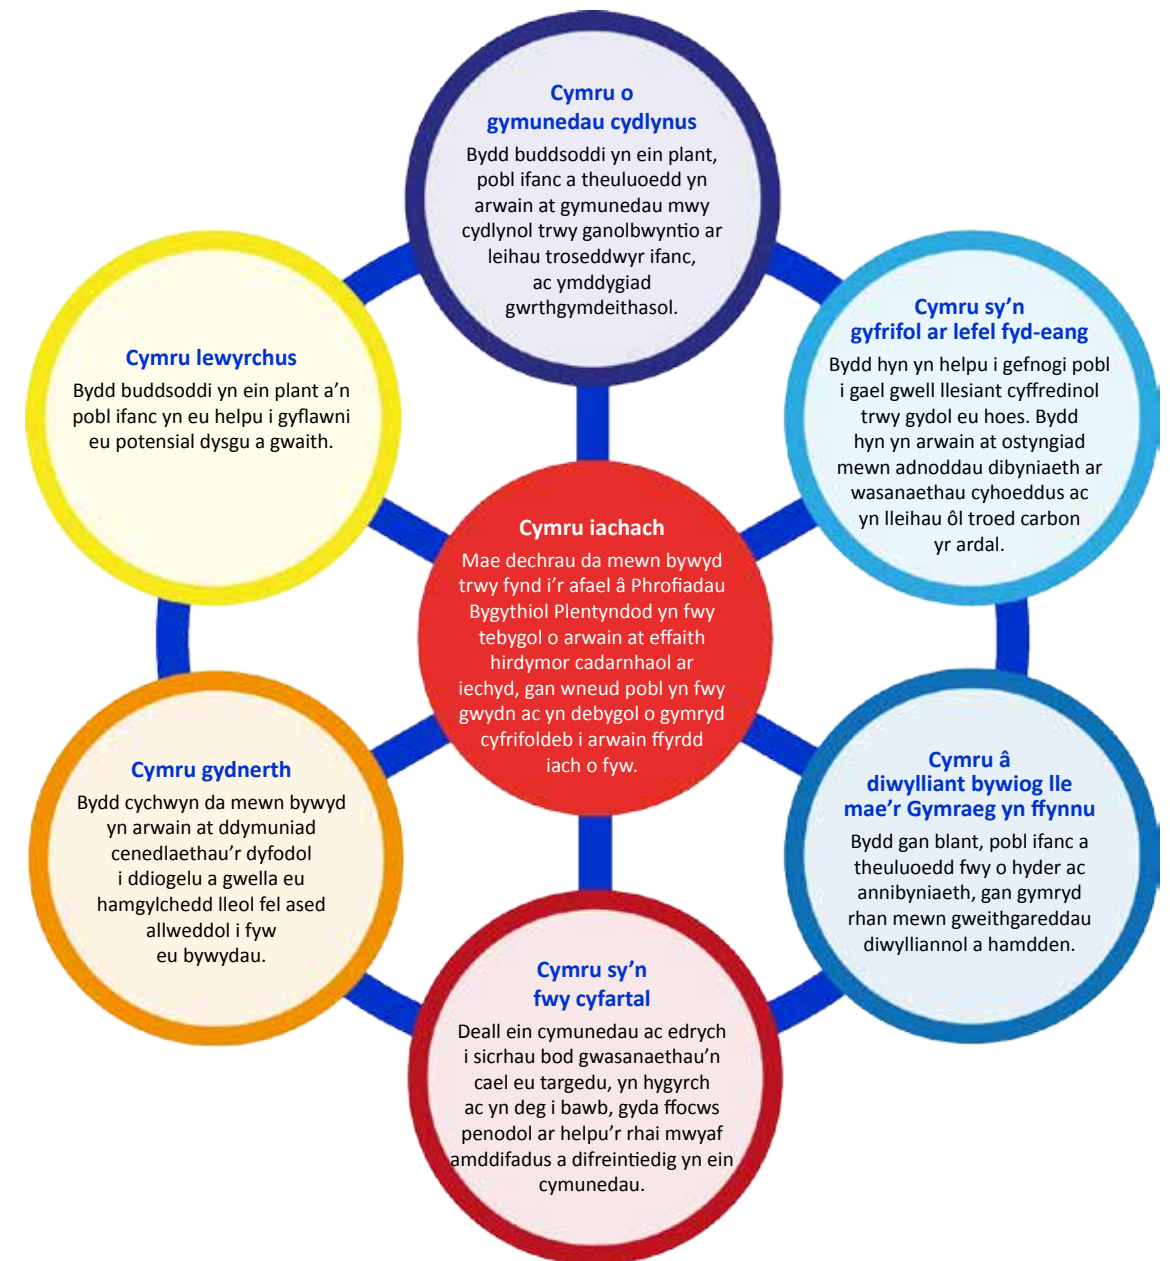 Cymru o
gymunedau cydlynus
Bydd buddsoddi yn ein plant,
pobl ifanc a theuluoedd yn
arwain at gymunedau mwy
cydlynol trwy ganolbwyntio ar
leihau troseddwyr ifanc,
ac ymddygiad
gwrthgymdeithasol.
Cymru sy'n
gyfrifol ar lefel fyd-eang
Bydd hyn yn helpu i gefnogi pobl
i gael gwell llesiant cyffredinol
trwy gydol eu hoes. Bydd
hyn yn arwain at ostyngiad
mewn adnoddau dibyniaeth ar
wasanaethau cyhoeddus ac
yn lleihau ôl troed carbon
yr ardal.
Cymru lewyrchus
Bydd buddsoddi yn ein plant a'n
pobl ifanc yn eu helpu i gyflawni
eu potensial dysgu a gwaith.
Cymru iachach
Mae dechrau da mewn bywyd
trwy fynd i'r afael â Phrofiadau
Bygythiol Plentyndod yn fwy
tebygol o arwain at effaith
hirdymor cadarnhaol ar
iechyd, gan wneud pobl yn fwy
gwydn ac yn debygol o gymryd
cyfrifoldeb i arwain ffyrdd
iach o fyw.
Cymru gydnerth
Bydd cychwyn da mewn bywyd
yn arwain at ddymuniad
cenedlaethau'r dyfodol
i ddiogelu a gwella eu
hamgylchedd lleol fel ased
allweddol i fyw
eu bywydau.
Cymru â
diwylliant bywiog lle
mae'r Gymraeg yn ffynnu
Bydd gan blant, pobl ifanc a
theuluoedd fwy o hyder ac
annibyniaeth, gan gymryd
rhan mewn gweithgareddau
diwylliannol a hamdden.
Cymru sy'n
fwy cyfartal
Deall ein cymunedau ac edrych
i sicrhau bod gwasanaethau'n
cael eu targedu, yn hygyrch
ac yn deg i bawb, gyda ffocws
penodol ar helpu'r rhai mwyaf
amddifadus a difreintiedig yn ein
cymunedau.